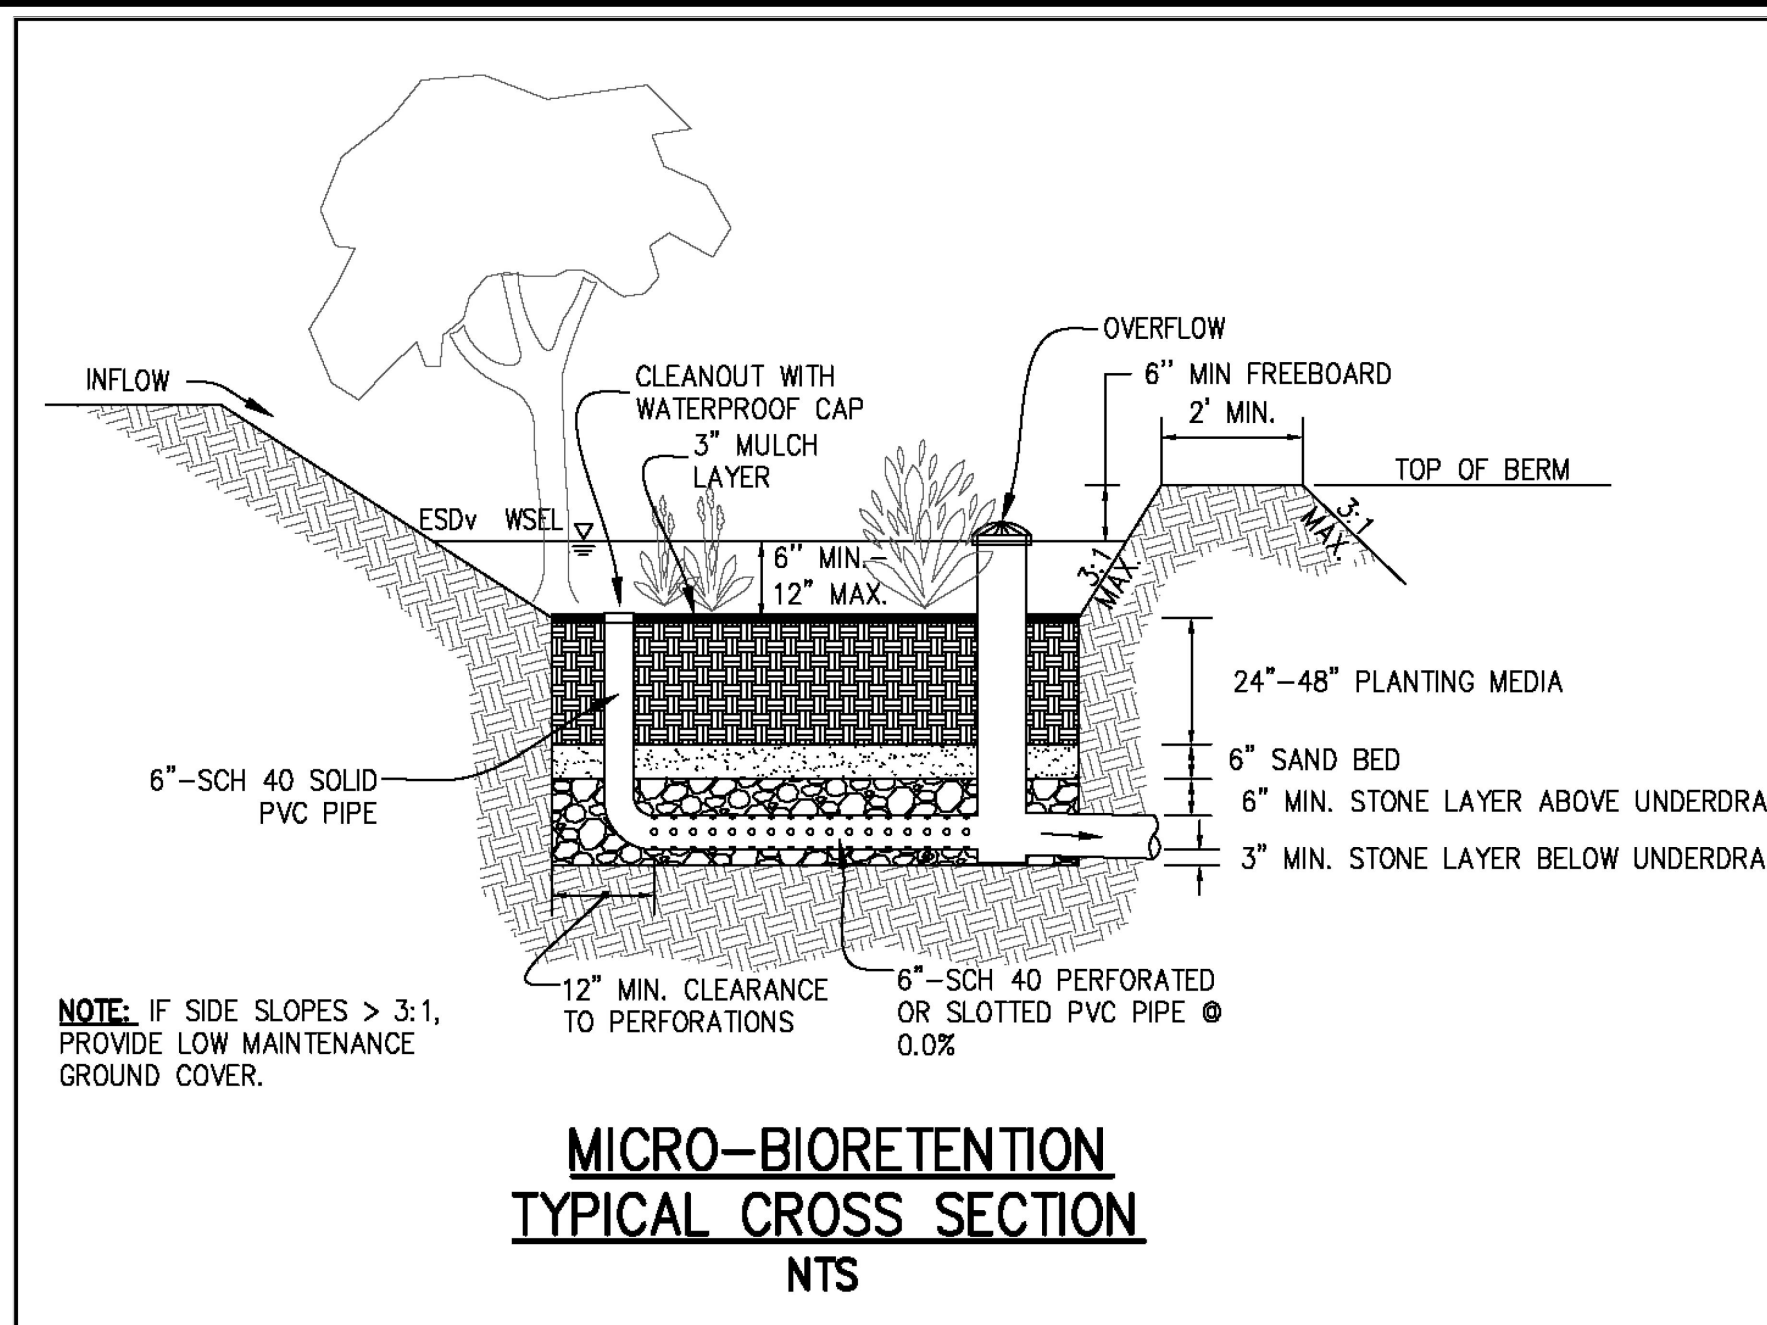 INFLOW
OVERFLOW
CLEANOUT WITH
WATERPROOF CAP
3" MULCH
LAYER
6'' MIN FREEBOARD
2' MIN.
TOP OF BERM
3:1
MAX.
ESDv WSEL
6'' MIN.-
12" MAX.
3:1
MAX.
24"-48" PLANTING MEDIA
6"-SCH 40 SOLID
PVC PIPE
6" SAND BED
6" MIN. STONE LAYER ABOVE UNDERDRA
3" MIN. STONE LAYER BELOW UNDERDRA
12" MIN. CLEARANCE
TO PERFORATIONS
6"-SCH 40 PERFORATED
OR SLOTTED PVC PIPE @
0.0%
NOTE: IF SIDE SLOPES > 3:1,
PROVIDE LOW MAINTENANCE
GROUND COVER.
MICRO-BIORETENTION
TYPICAL CROSS SECTION
NTS